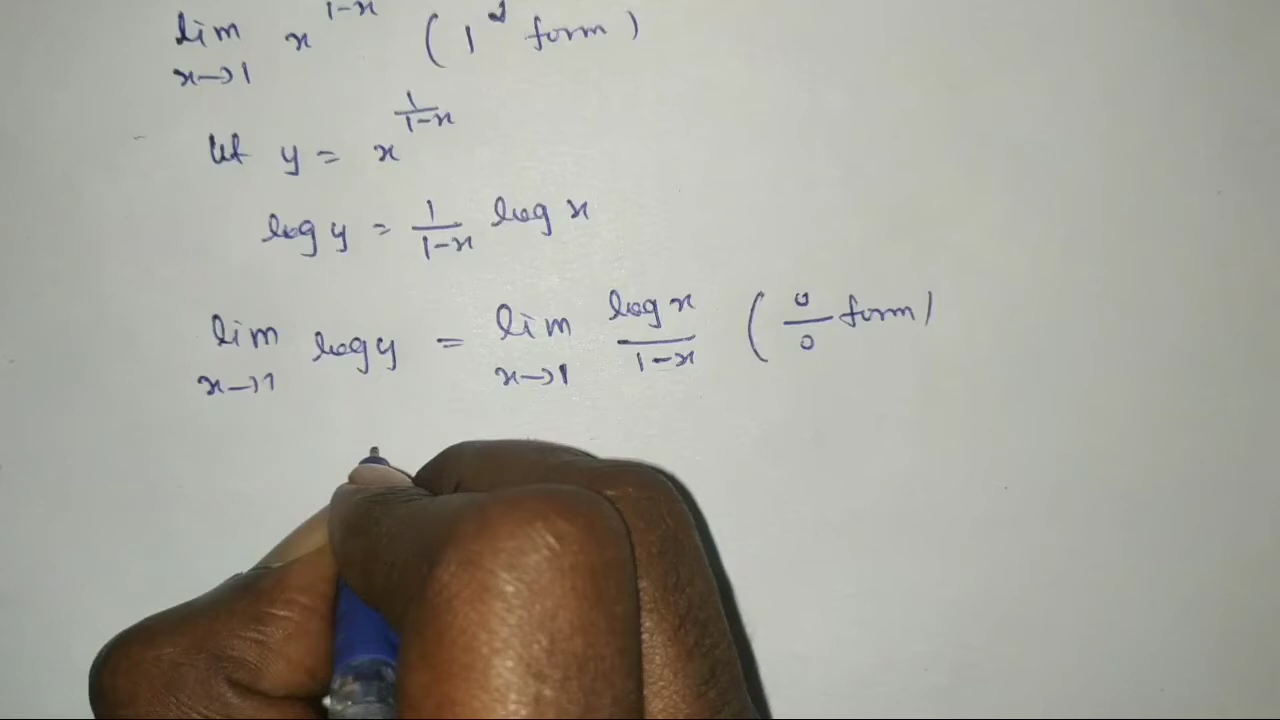 lim x→1 x^(1-x) (1 form)
Let y = x^(1/(1-x))
log y = 1/(1-x) log x
lim x→1 log y = lim x→1 log x/(1-x) (0/0 form)